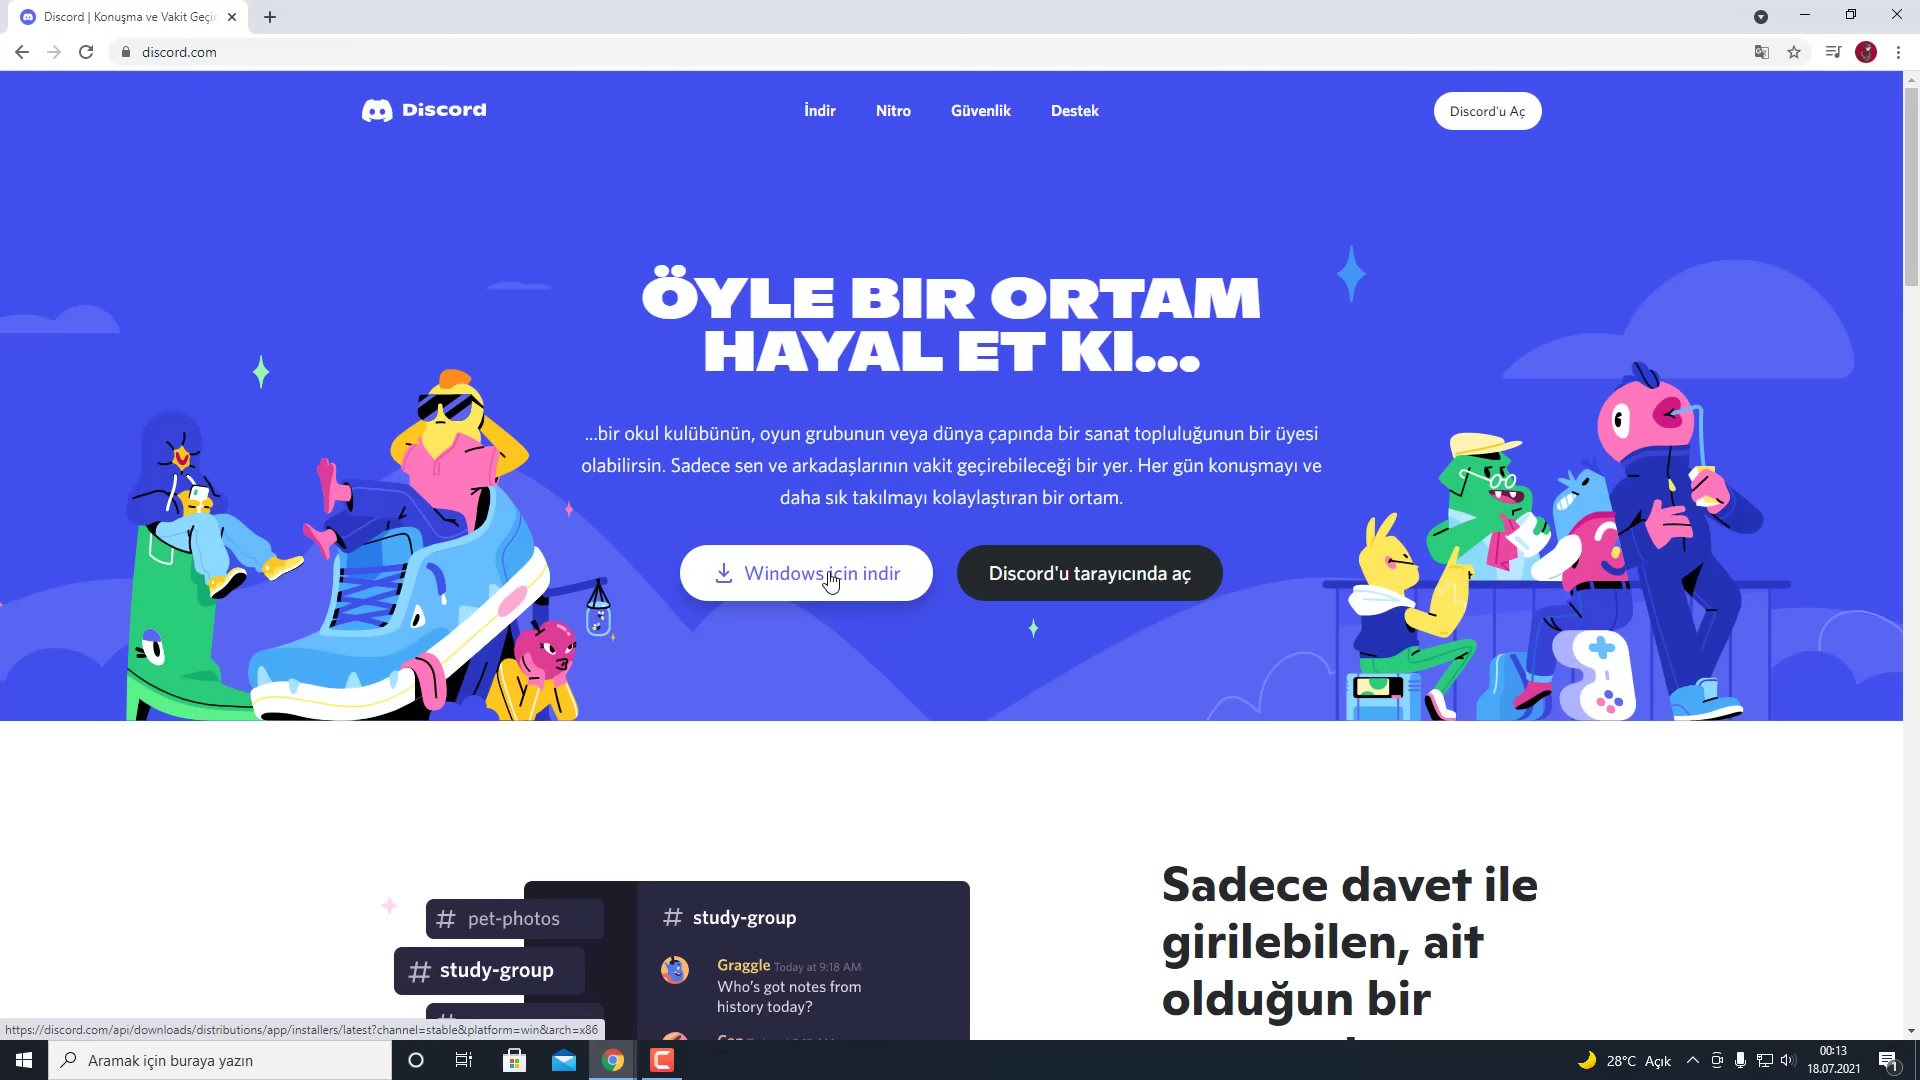 Discord | Konuşma ve Vakit Geçir
discord.com
Discord
İndir
Nitro
Güvenlik
Destek
Discord'u Aç
ÖYLE BIR ORTAM
HAYAL ET KI...
...bir okul kulübünün, oyun grubunun veya dünya çapında bir sanat topluluğunun bir üyesi
olabilirsin. Sadece sen ve arkadaşlarının vakit geçirebileceği bir yer. Her gün konuşmayı ve
daha sık takılmayı kolaylaştıran bir ortam.
Windows için indir
Discord'u tarayıcında aç
# pet-photos
# study-group
# study-group
Graggle Today at 9:18 AM
Who's got notes from
history today?
Sadece davet ile
girilebilen, ait
olduğun bir
https://discord.com/api/downloads/distributions/app/installers/latest?channel=stable&platform=win&arch=x86
Aramak için buraya yazın
28°C Açık
00:13
18.07.2021
1